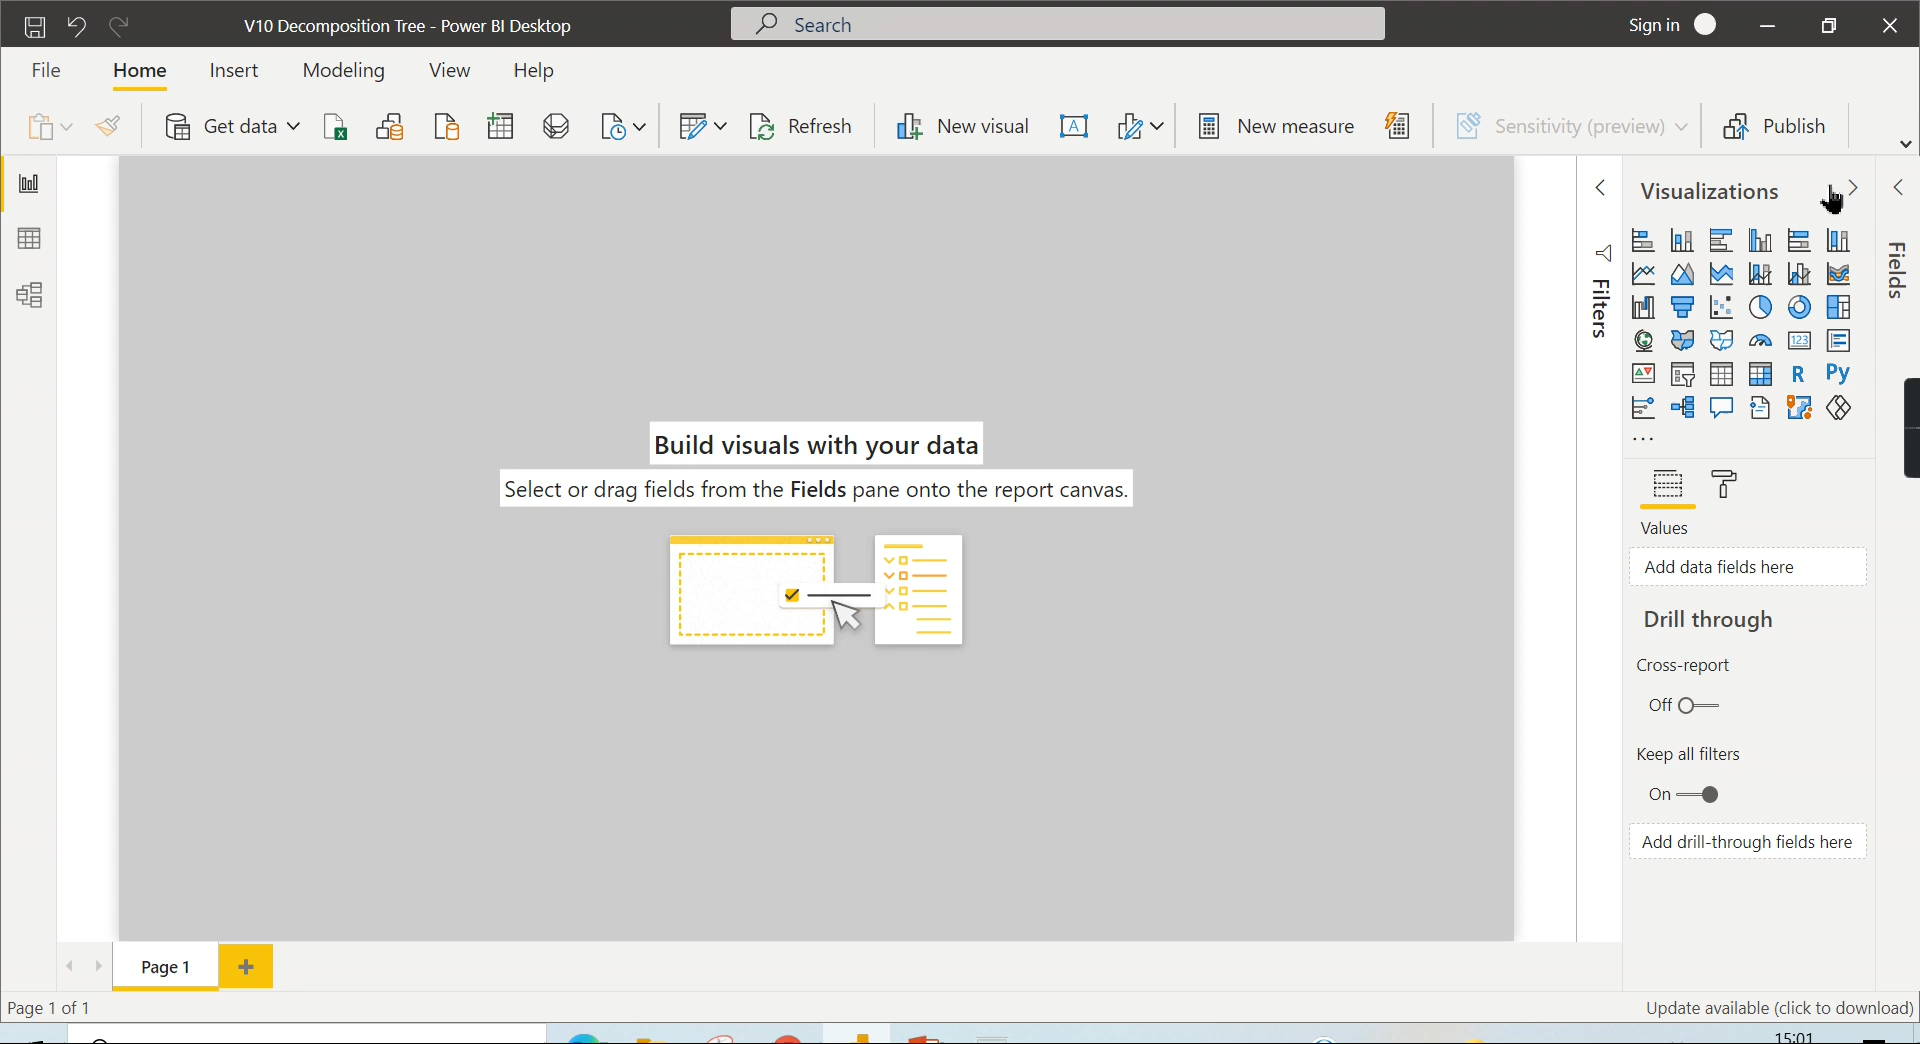 V10 Decomposition Tree - Power BI Desktop
Search
Sign in
File Home Insert Modeling View Help
Get data
Refresh
New visual
A
New measure
Sensitivity (preview)
Publish
Visualizations
Filters
Fields
123
R
Py
...
Build visuals with your data
Select or drag fields from the Fields pane onto the report canvas.
Values
Add data fields here
Drill through
Cross-report
Off
Keep all filters
On
Add drill-through fields here
Page 1
Page 1 of 1
Update available (click to download)
15:01